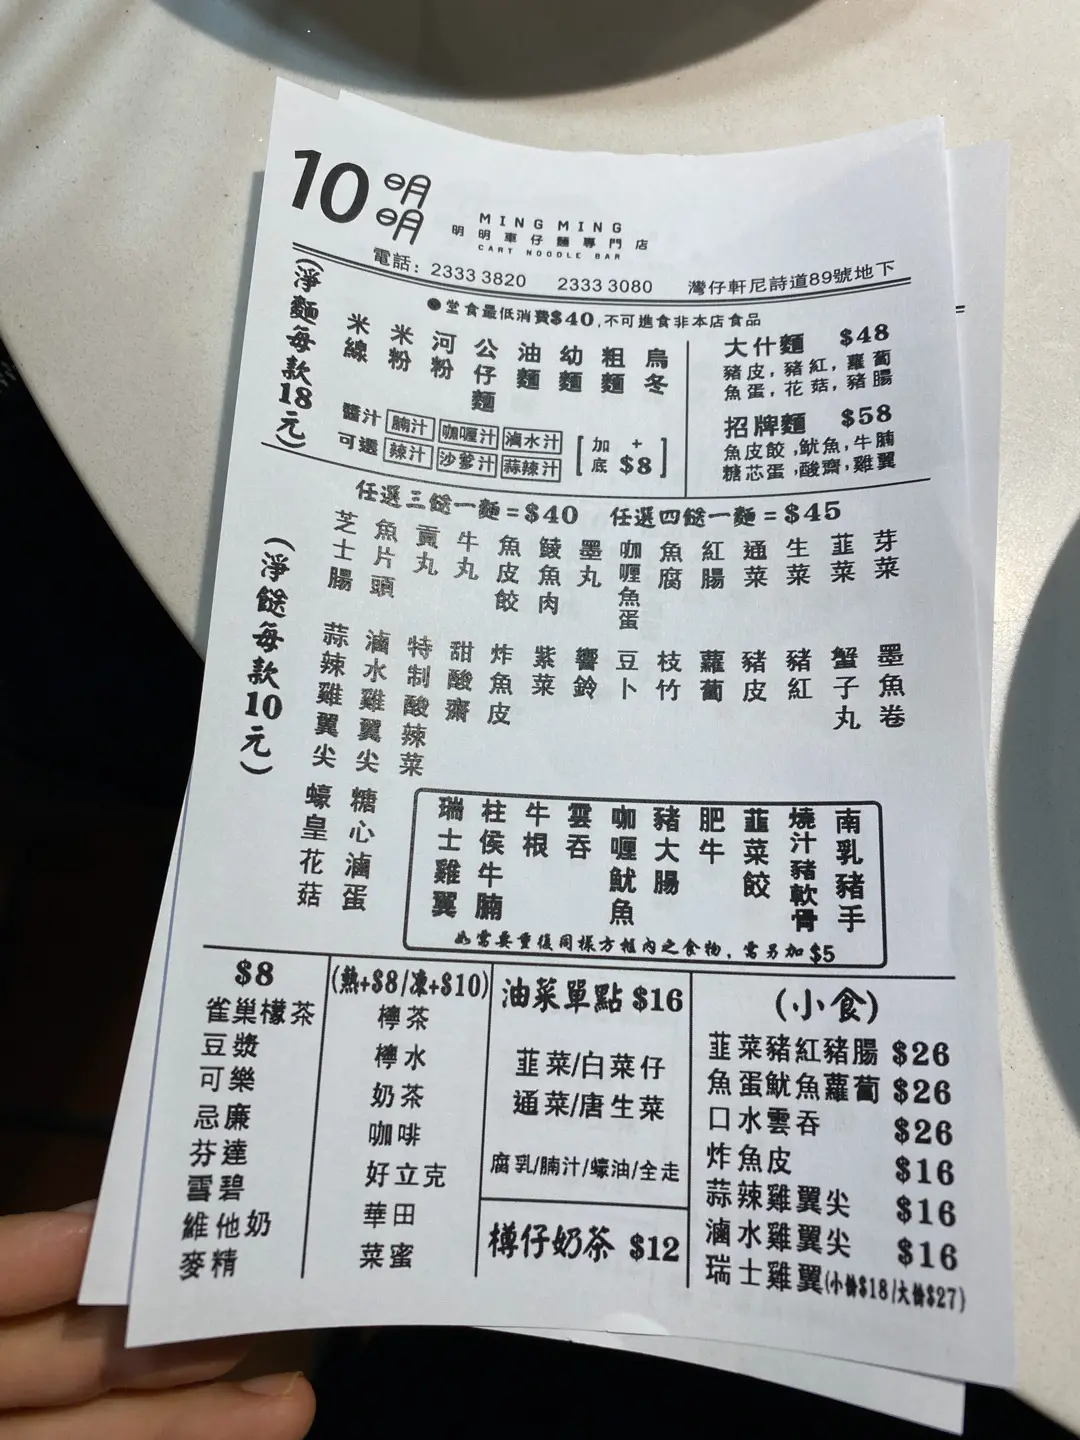 10 明明
MING MING
明明車仔麵專門店
CART NOODLE BAR
電話: 2333 3820 2333 3080 灣仔軒尼詩道89號地下
●堂食最低消費$40,不可進食非本店食品
(淨麵每款18元)
米線 米粉 河粉 公仔麵 油麵 幼麵 粗麵 烏冬
醬汁可選 腩汁 咖喱汁 滷水汁 辣汁 沙爹汁 蒜辣汁
[加底 +$8]
大什麵 $48
豬皮,豬紅,蘿蔔
魚蛋,花菇,豬腸
招牌麵 $58
魚皮餃,魷魚,牛腩
糖芯蛋,酸齋,雞翼
任選三餸一麵=$40 任選四餸一麵=$45
(淨餸每款10元)
芝士腸 魚片頭 貢丸 牛丸 魚皮餃 鯪魚肉 墨丸 咖喱魚蛋 魚腐 紅腸 通菜 生菜 韮菜 芽菜
蒜辣雞翼尖 滷水雞翼尖 特制酸辣菜 甜酸齋 炸魚皮 紫菜 響鈴 豆卜 枝竹 蘿蔔 豬皮 豬紅 蟹子丸 墨魚卷
蠔皇花菇 糖心滷蛋
瑞士雞翼 柱侯牛腩 牛根 雲吞 咖喱魷魚 豬大腸 肥牛 韮菜餃 燒汁豬軟骨 南乳豬手
如需要重複同樣方框內之食物,需另加$5
$8
雀巢檬茶
豆漿
可樂
忌廉
芬達
雪碧
維他奶
麥精
(熱+$8/凍+$10)
檸茶
檸水
奶茶
咖啡
好立克
華田
菜蜜
油菜單點 $16
韮菜/白菜仔
通菜/唐生菜
腐乳/腩汁/蠔油/全走
樽仔奶茶 $12
(小食)
韮菜豬紅豬腸 $26
魚蛋魷魚蘿蔔 $26
口水雲吞 $26
炸魚皮 $16
蒜辣雞翼尖 $16
滷水雞翼尖 $16
瑞士雞翼(小份$18/大份$27)